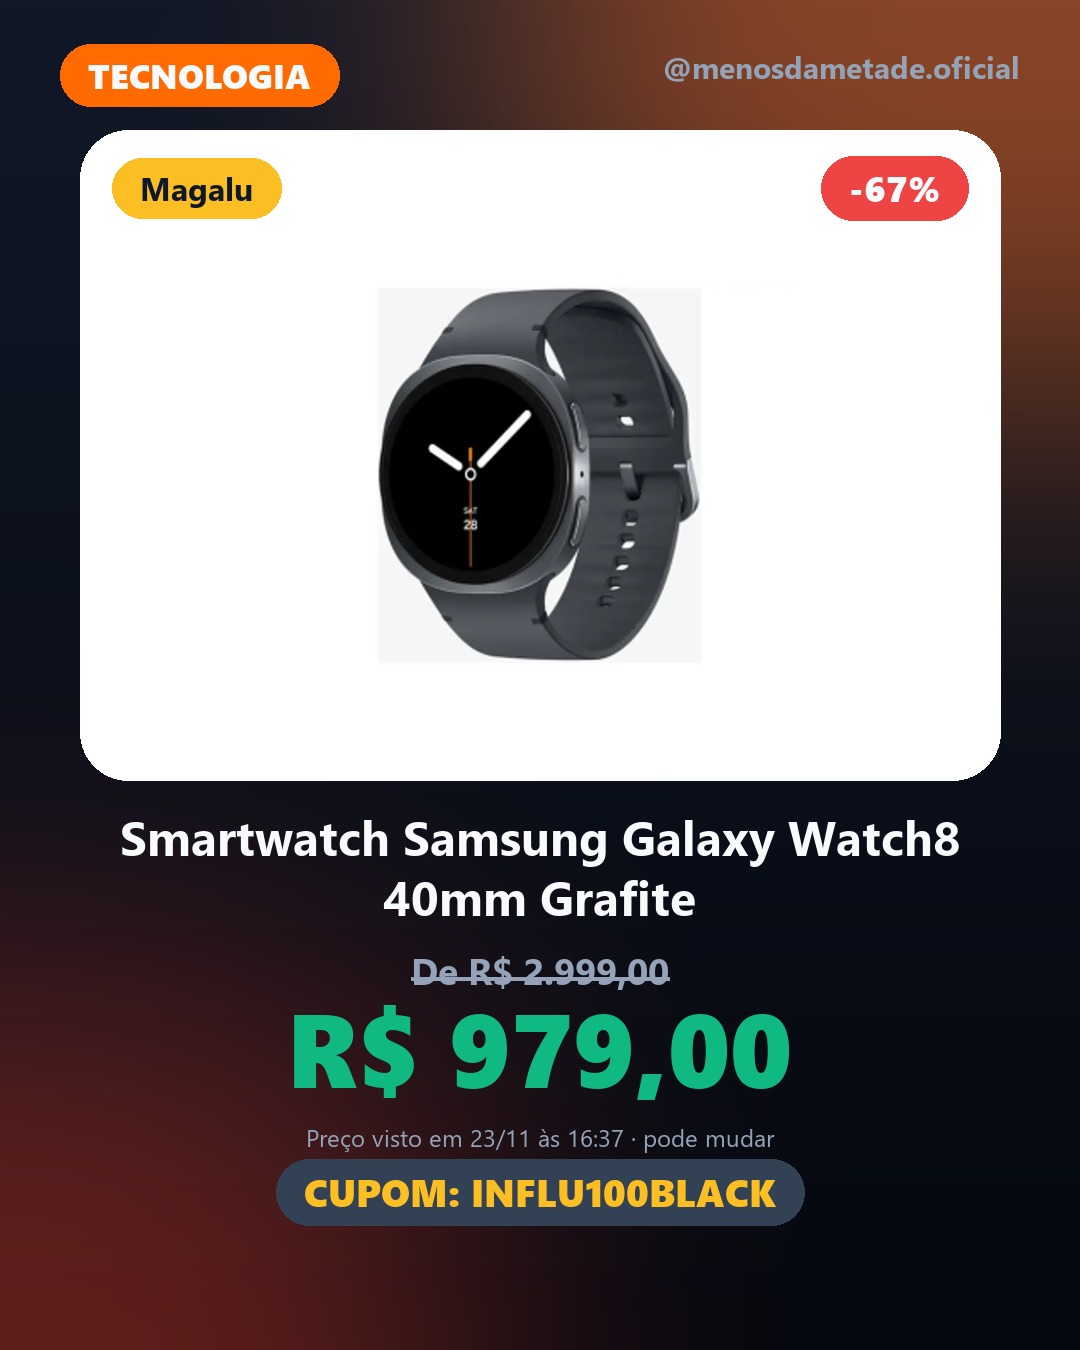 TECNOLOGIA
@menosdametade.oficial
Magalu
-67%
SAT
28
Smartwatch Samsung Galaxy Watch8
40mm Grafite
De R$ 2.999,00
R$ 979,00
Preço visto em 23/11 às 16:37 · pode mudar
CUPOM: INFLU100BLACK